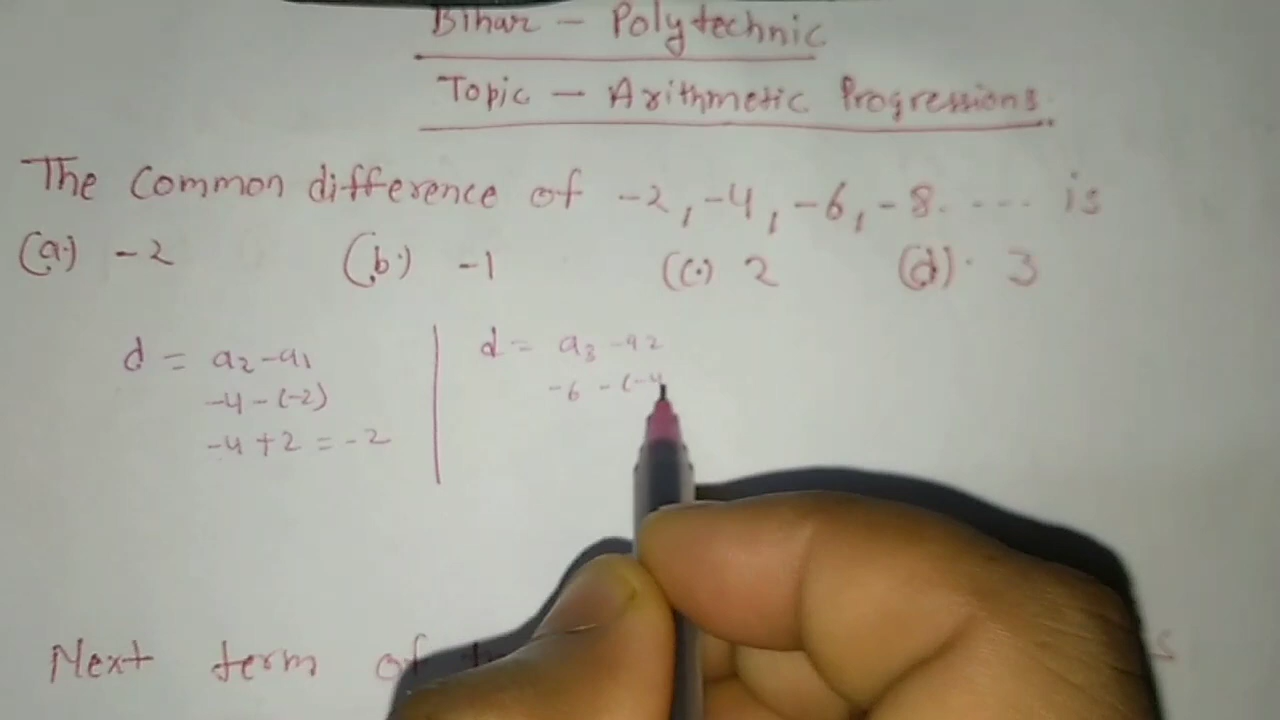 Bihar - Polytechnic
Topic - Arithmetic Progressions.
The Common difference of -2, -4, -6, -8. --- is
(a.) -2 (b.) -1 (c.) 2 (d). 3
d = a2 - a1
-4 - (-2)
-4 + 2 = -2
d = a3 - a2
-6 - (-4
Next term of